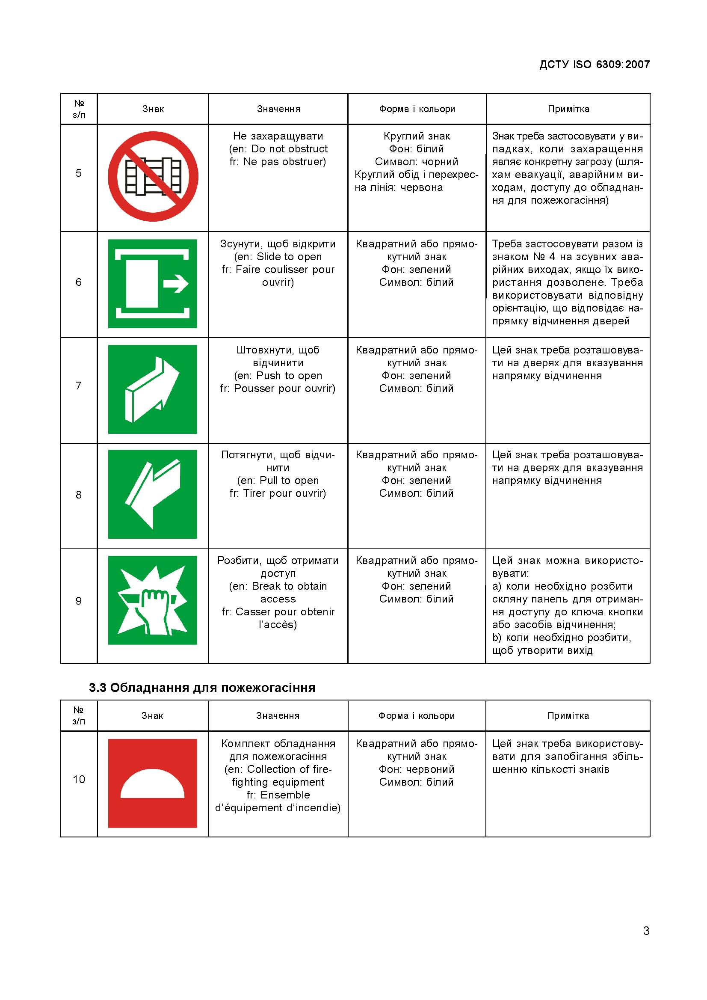 ДСТУ ISO 6309:2007
№
з/п
Знак
Значення
Форма і кольори
Примітка
5
Не захаращувати
(en: Do not obstruct
fr: Ne pas obstruer)
Круглий знак
Фон: білий
Символ: чорний
Круглий обід і перехрес-
на лінія: червона
Знак треба застосовувати у ви-
падках, коли захаращення
являє конкретну загрозу (шля-
хам евакуації, аварійним ви-
ходам, доступу до обладнан-
ня для пожежогасіння)
6
Зсунути, щоб відкрити
(en: Slide to open
fr: Faire coulisser pour
ouvrir)
Квадратний або прямо-
кутний знак
Фон: зелений
Символ: білий
Треба застосовувати разом із
знаком № 4 на зсувних ава-
рійних виходах, якщо їх вико-
ристання дозволене. Треба
використовувати відповідну
орієнтацію, що відповідає на-
прямку відчинення дверей
7
Штовхнути, щоб
відчинити
(en: Push to open
fr: Pousser pour ouvrir)
Квадратний або прямо-
кутний знак
Фон: зелений
Символ: білий
Цей знак треба розташовува-
ти на дверях для вказування
напрямку відчинення
8
Потягнути, щоб відчи-
нити
(en: Pull to open
fr: Tirer pour ouvrir)
Квадратний або прямо-
кутний знак
Фон: зелений
Символ: білий
Цей знак треба розташовува-
ти на дверях для вказування
напрямку відчинення
9
Розбити, щоб отримати
доступ
(en: Break to obtain
access
fr: Casser pour obtenir
l’accès)
Квадратний або прямо-
кутний знак
Фон: зелений
Символ: білий
Цей знак можна використо-
вувати:
a) коли необхідно розбити
скляну панель для отриман-
ня доступу до ключа кнопки
або засобів відчинення;
b) коли необхідно розбити,
щоб утворити вихід
3.3 Обладнання для пожежогасіння
№
з/п
Знак
Значення
Форма і кольори
Примітка
10
Комплект обладнання
для пожежогасіння
(en: Collection of fire-
fighting equipment
fr: Ensemble
d’équipement d’incendie)
Квадратний або прямо-
кутний знак
Фон: червоний
Символ: білий
Цей знак треба використову-
вати для запобігання збіль-
шенню кількості знаків
3